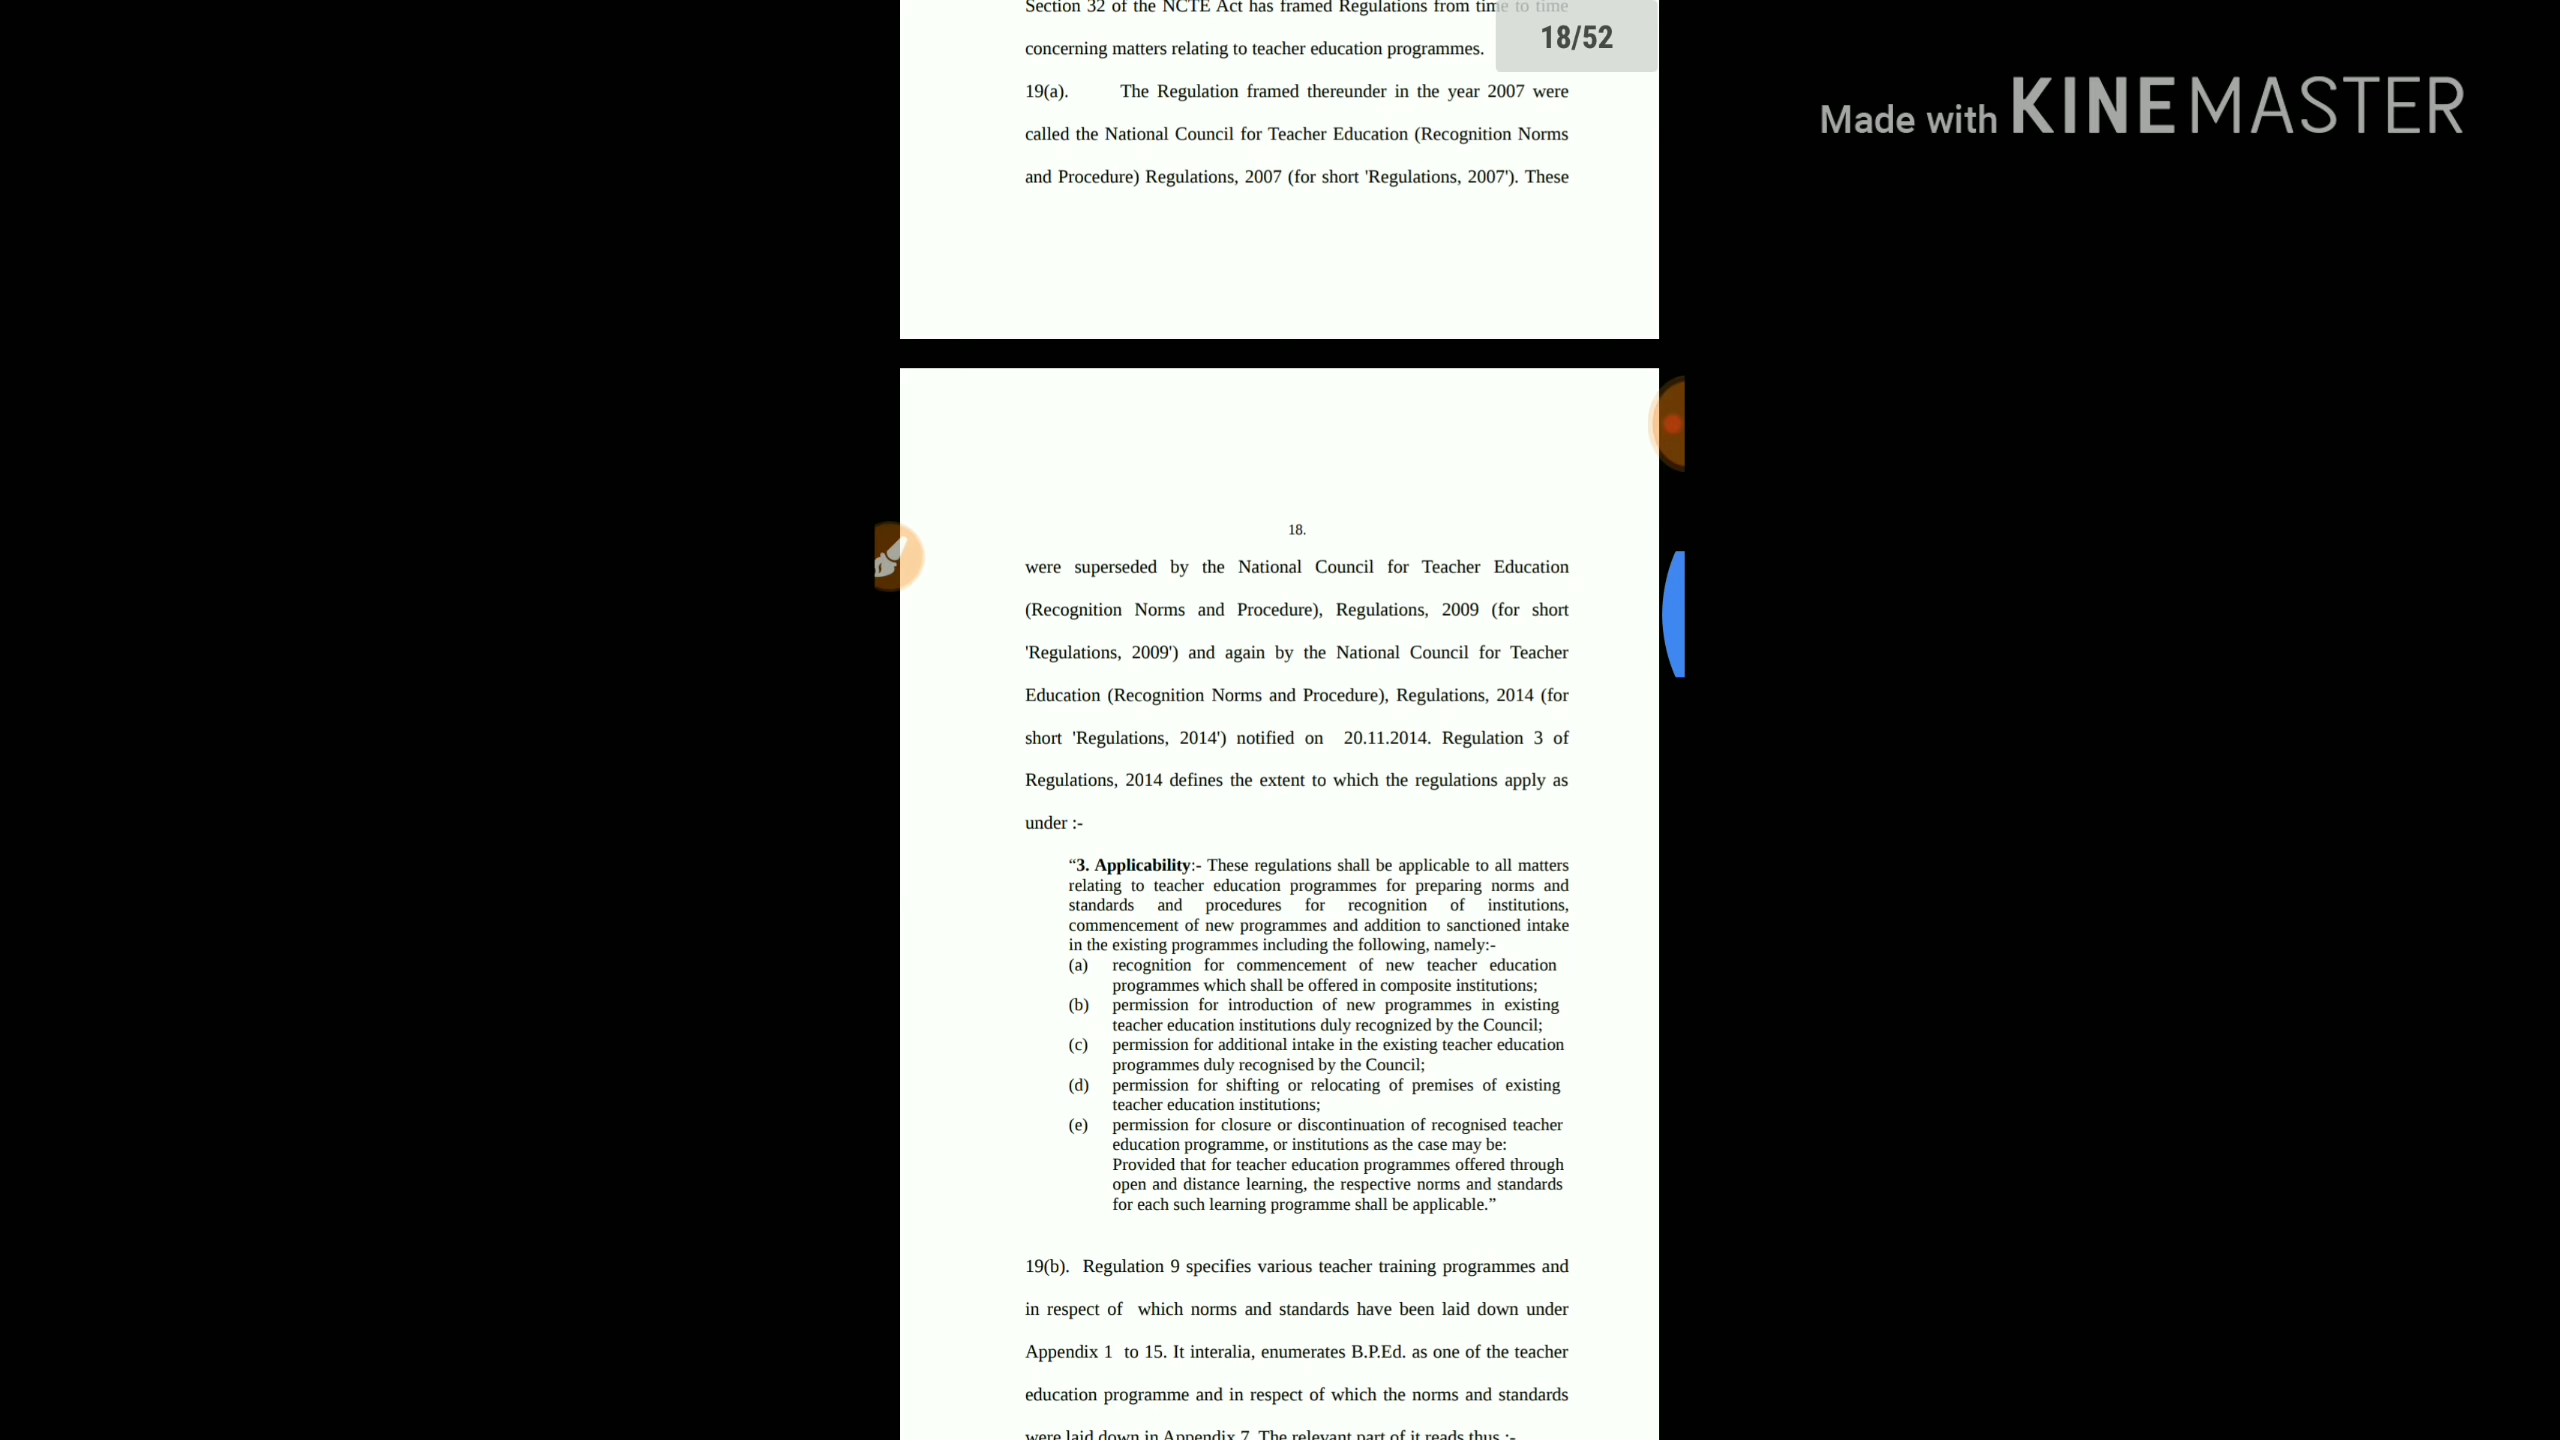 Section 32 of the NCTE Act has framed Regulations from time to time
18/52
concerning matters relating to teacher education programmes.
Made with KINEMASTER
19(a). The Regulation framed thereunder in the year 2007 were
called the National Council for Teacher Education (Recognition Norms
and Procedure) Regulations, 2007 (for short 'Regulations, 2007'). These
18.
were superseded by the National Council for Teacher Education
(Recognition Norms and Procedure), Regulations, 2009 (for short
'Regulations, 2009') and again by the National Council for Teacher
Education (Recognition Norms and Procedure), Regulations, 2014 (for
short 'Regulations, 2014') notified on 20.11.2014. Regulation 3 of
Regulations, 2014 defines the extent to which the regulations apply as
under :-
“3. Applicability:- These regulations shall be applicable to all matters
relating to teacher education programmes for preparing norms and
standards and procedures for recognition of institutions,
commencement of new programmes and addition to sanctioned intake
in the existing programmes including the following, namely:-
(a) recognition for commencement of new teacher education
programmes which shall be offered in composite institutions;
(b) permission for introduction of new programmes in existing
teacher education institutions duly recognized by the Council;
(c) permission for additional intake in the existing teacher education
programmes duly recognised by the Council;
(d) permission for shifting or relocating of premises of existing
teacher education institutions;
(e) permission for closure or discontinuation of recognised teacher
education programme, or institutions as the case may be:
Provided that for teacher education programmes offered through
open and distance learning, the respective norms and standards
for each such learning programme shall be applicable.”
19(b). Regulation 9 specifies various teacher training programmes and
in respect of which norms and standards have been laid down under
Appendix 1 to 15. It interalia, enumerates B.P.Ed. as one of the teacher
education programme and in respect of which the norms and standards
were laid down in Appendix 7. The relevant part of it reads thus :-